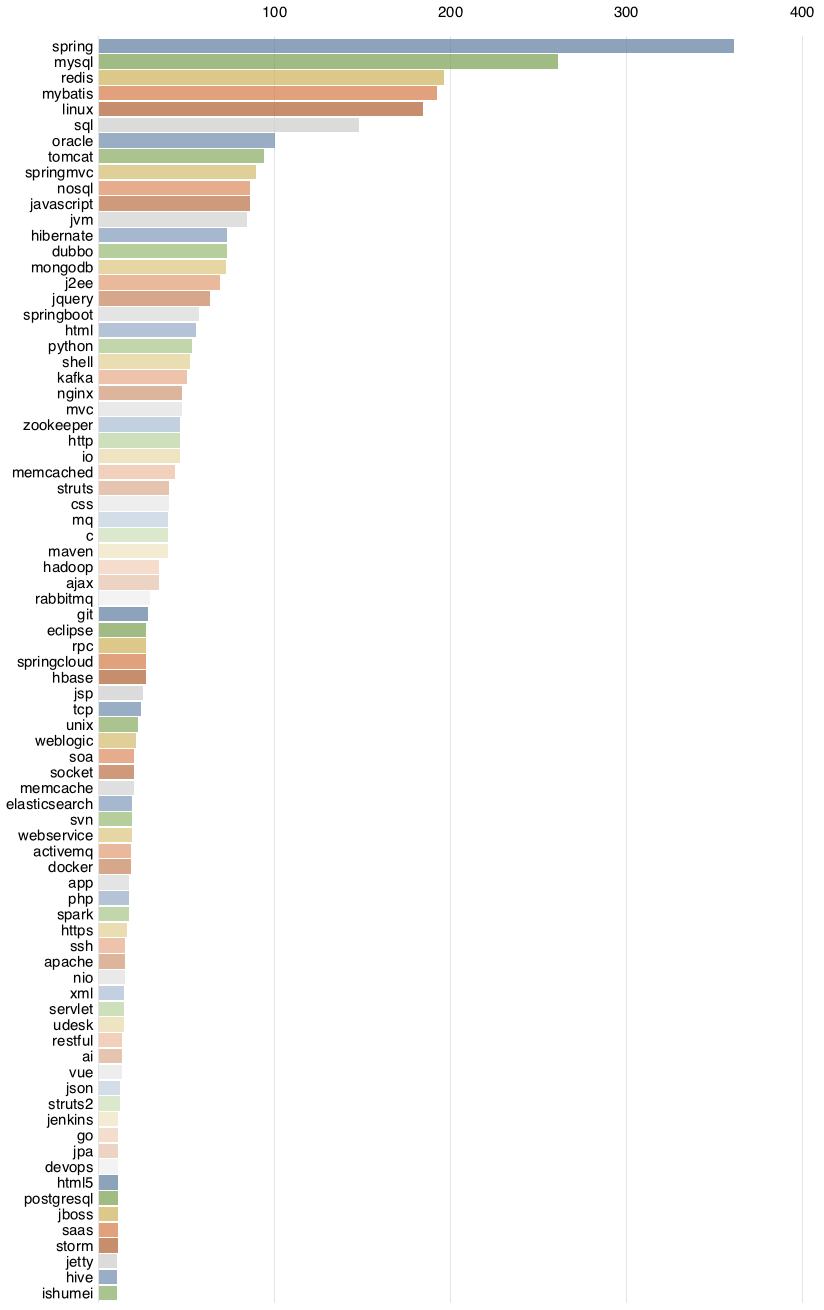 100 200 300 400
spring
mysql
redis
mybatis
linux
sql
oracle
tomcat
springmvc
nosql
javascript
jvm
hibernate
dubbo
mongodb
j2ee
jquery
springboot
html
python
shell
kafka
nginx
mvc
zookeeper
http
io
memcached
struts
css
mq
c
maven
hadoop
ajax
rabbitmq
git
eclipse
rpc
springcloud
hbase
jsp
tcp
unix
weblogic
soa
socket
memcache
elasticsearch
svn
webservice
activemq
docker
app
php
spark
https
ssh
apache
nio
xml
servlet
udesk
restful
ai
vue
json
struts2
jenkins
go
jpa
devops
html5
postgresql
jboss
saas
storm
jetty
hive
ishumei